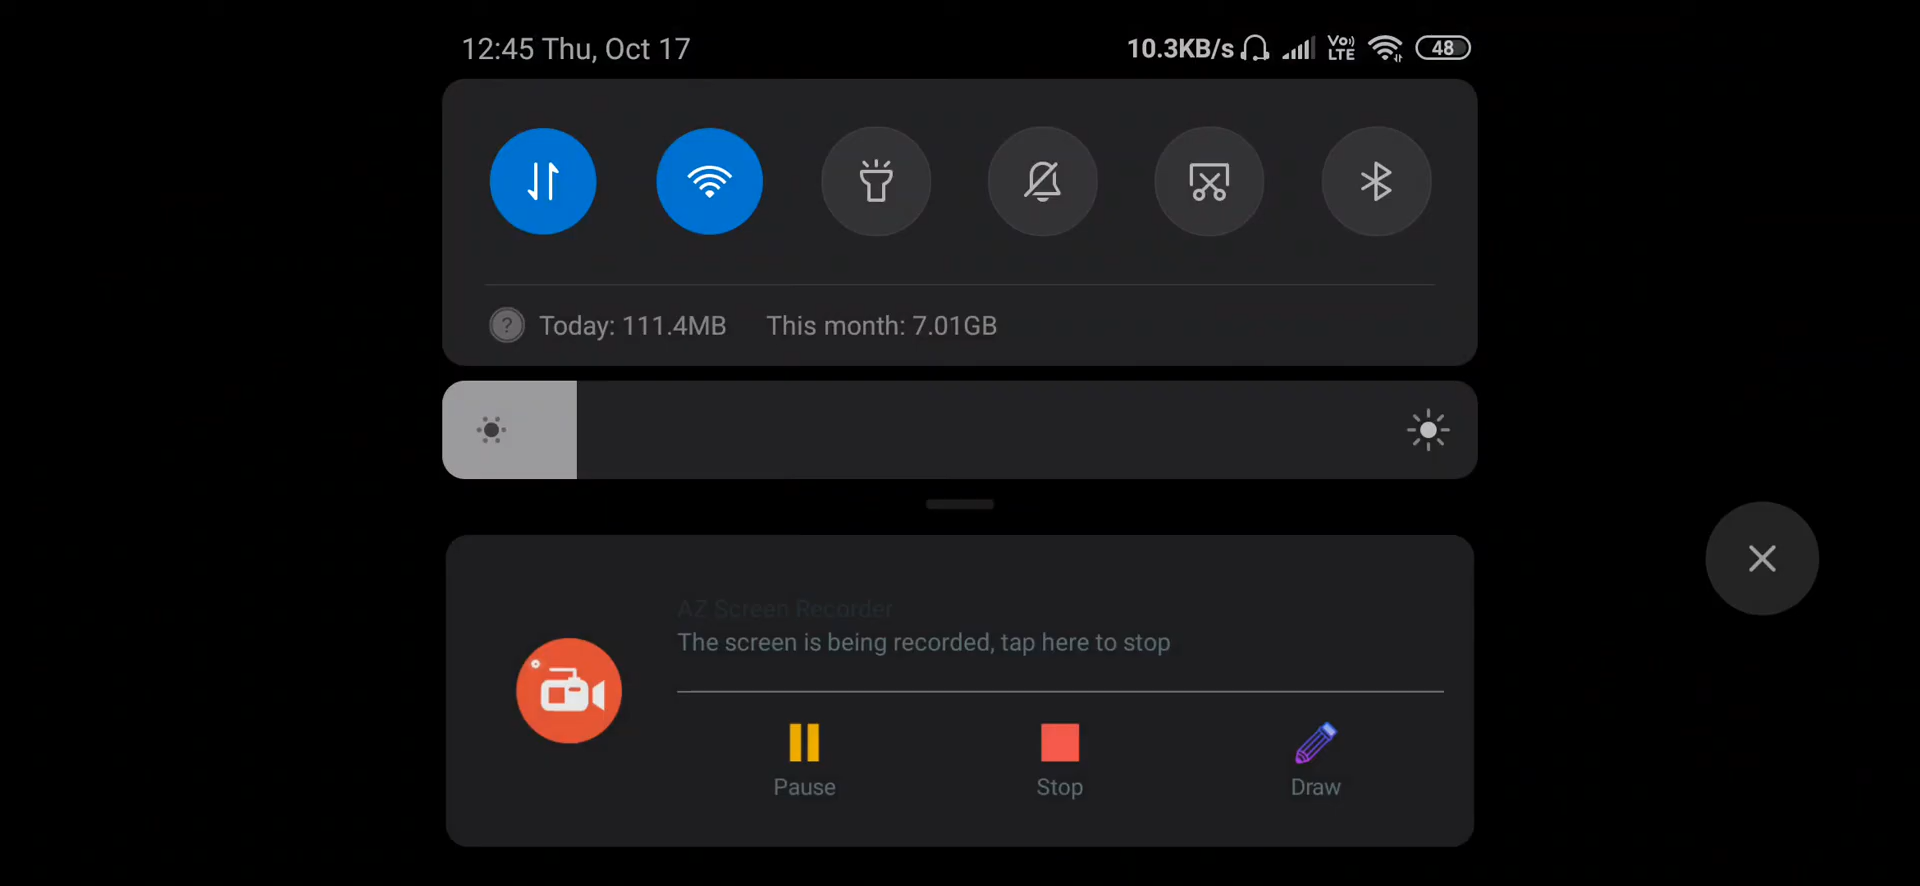 12:45 Thu, Oct 17
10.3KB/s Vo) LTE 48
? Today: 111.4MB This month: 7.01GB
AZ Screen Recorder
The screen is being recorded, tap here to stop
Pause Stop Draw